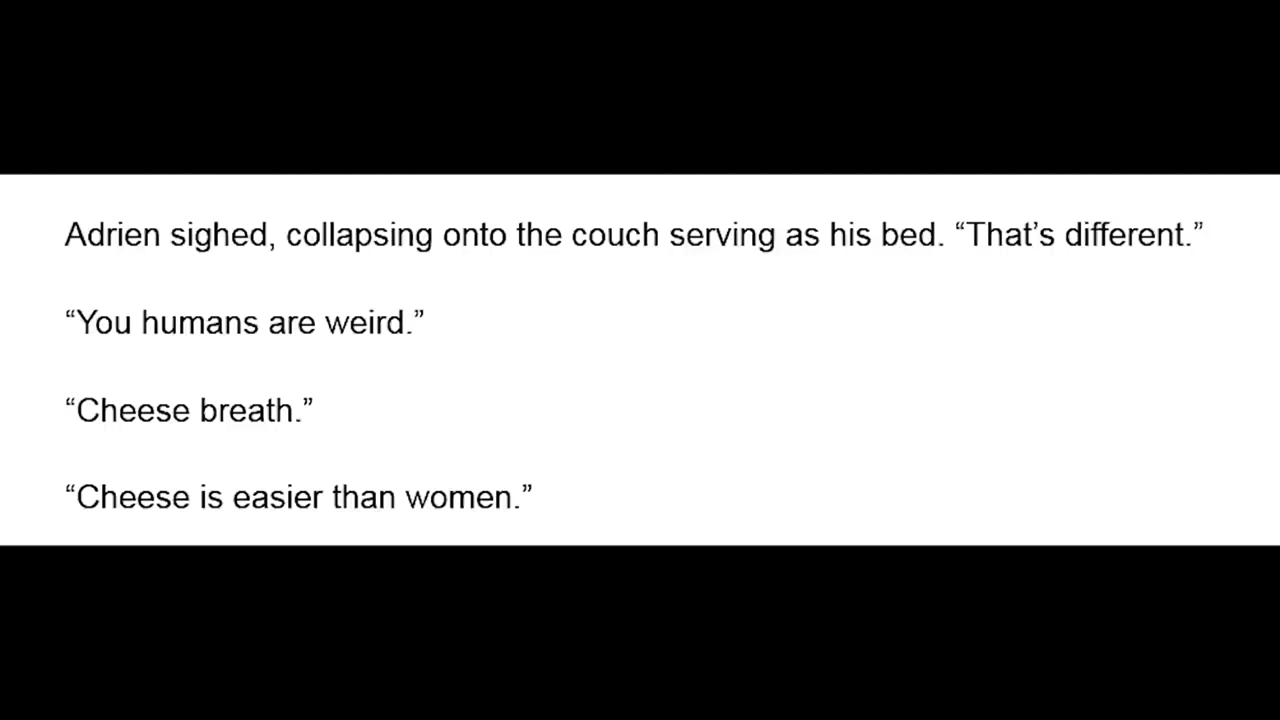 Adrien sighed, collapsing onto the couch serving as his bed. “That’s different.”
“You humans are weird.”
“Cheese breath.”
“Cheese is easier than women.”